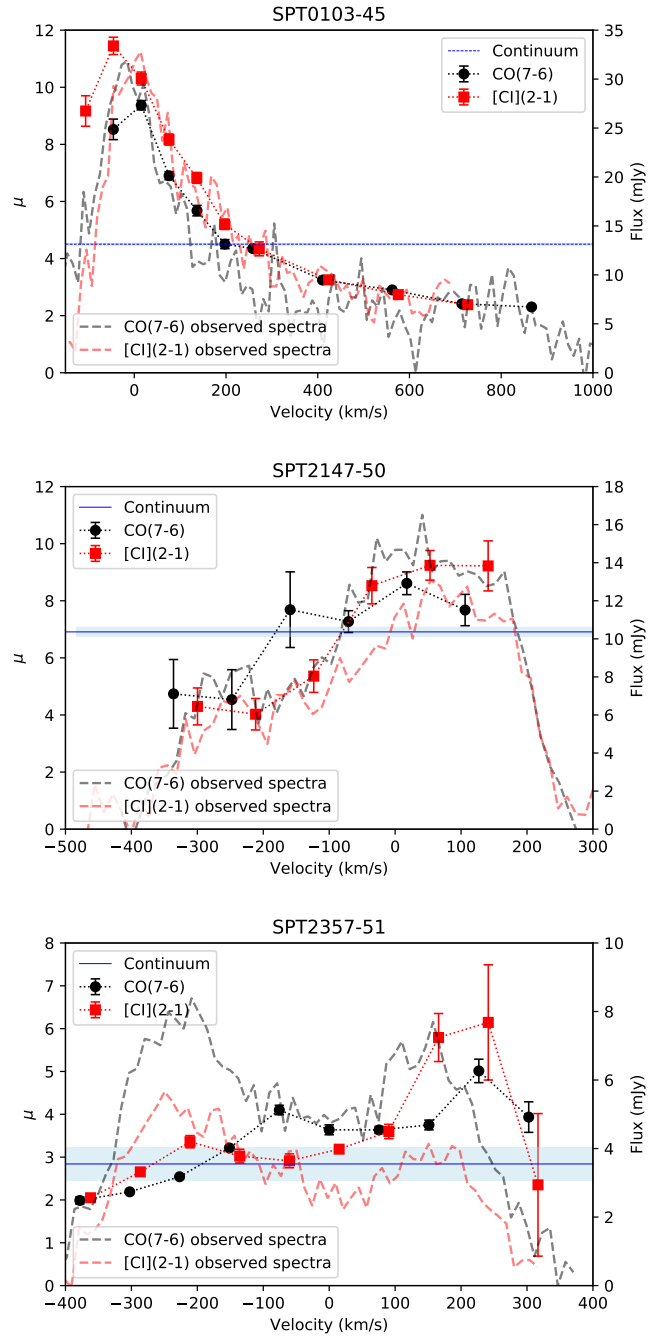 SPT0103-45
12
10
8
6
4
2
0
μ
35
30
25
20
15
10
5
0
Flux (mJy)
Continuum
CO(7-6)
[CI](2-1)
CO(7-6) observed spectra
[CI](2-1) observed spectra
0 200 400 600 800 1000
Velocity (km/s)
SPT2147-50
12
10
8
6
4
2
0
μ
18
16
14
12
10
8
6
4
2
0
Flux (mJy)
Continuum
CO(7-6)
[CI](2-1)
CO(7-6) observed spectra
[CI](2-1) observed spectra
−500 −400 −300 −200 −100 0 100 200 300
Velocity (km/s)
SPT2357-51
8
7
6
5
4
3
2
1
0
μ
10
8
6
4
2
0
Flux (mJy)
Continuum
CO(7-6)
[CI](2-1)
CO(7-6) observed spectra
[CI](2-1) observed spectra
−400 −300 −200 −100 0 100 200 300 400
Velocity (km/s)